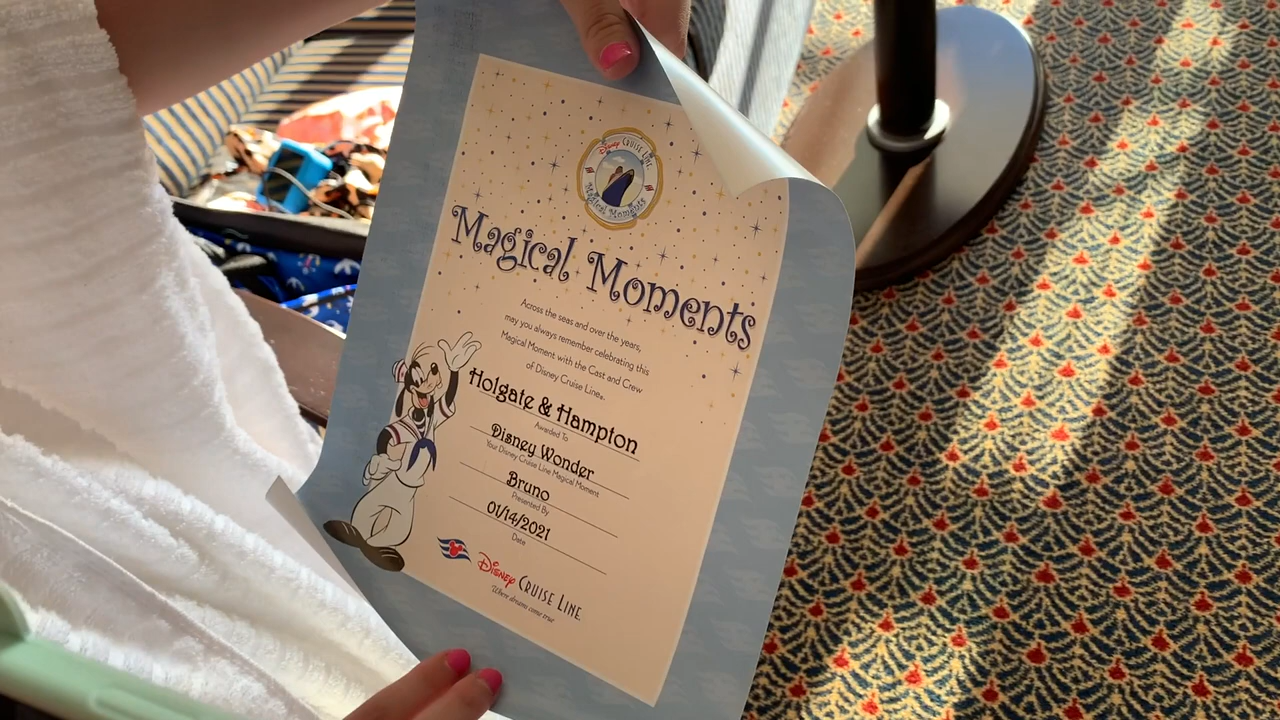 Disney CRUISE LINE
Magical Moments
Magical Moments
Across the seas and over the years,
may you always remember celebrating this
Magical Moment with the Cast and Crew
of Disney Cruise Line®.
Holgate & Hampton
Awarded To
Disney Wonder
Your Disney Cruise Line Magical Moment
Bruno
Presented By
01/14/2021
Date
Disney CRUISE LINE
Where dreams come true